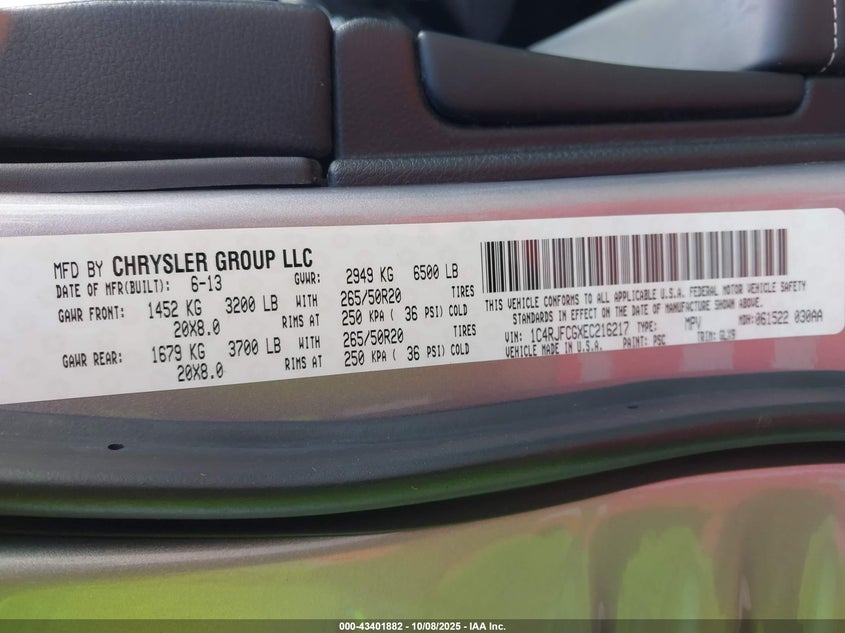 MFD BY CHRYSLER GROUP LLC
DATE OF MFR(BUILT): 6-13 GVWR: 2949 KG 6500 LB
GAWR FRONT: 1452 KG 3200 LB WITH 265/50R20 TIRES
20X8.0 RIMS AT 250 KPA ( 36 PSI) COLD
GAWR REAR: 1679 KG 3700 LB WITH 265/50R20 TIRES
20X8.0 RIMS AT 250 KPA ( 36 PSI) COLD
THIS VEHICLE CONFORMS TO ALL APPLICABLE U.S.A. FEDERAL MOTOR VEHICLE SAFETY
STANDARDS IN EFFECT ON THE DATE OF MANUFACTURE SHOWN ABOVE.
VIN: 1C4RJFCGXEC216217 TYPE: MPV MDH: 061522 030AA
VEHICLE MADE IN U.S.A. PAINT: PSC TRIM: GLX9
000-43401882 - 10/08/2025 - IAA Inc.